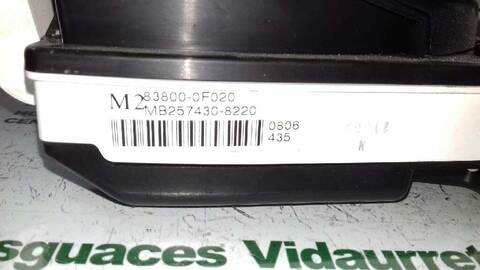 M2 83800-0F020
MB257430-8220
0806
435
K
sguaces Vidaurret